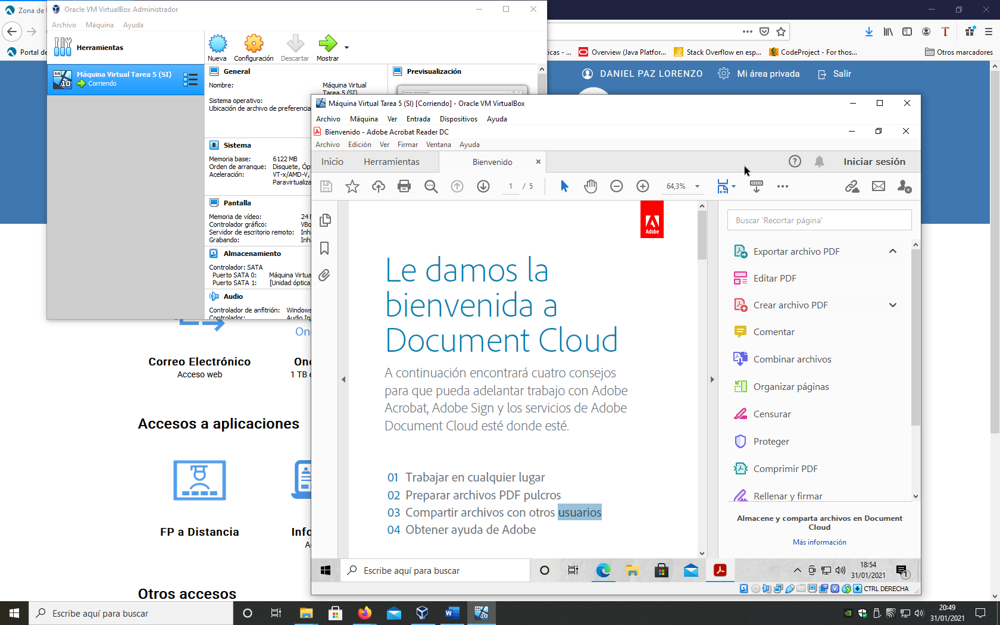 Zona de
Oracle VM VirtualBox Administrador
Archivo Máquina Ayuda
Herramientas
Nueva Configuración Descartar Mostrar
Máquina Virtual Tarea 5 (SI)
Corriendo
General
Nombre: Máquina Virtual
Tarea 5 (SI)
Sistema operativo:
Ubicación de archivo de preferencia
Previsualización
Sistema
Memoria base: 6122 MB
Orden de arranque: Disquete, Óp
Aceleración: VT-x/AMD-V,
Paravirtualiza
Pantalla
Memoria de vídeo: 24
Controlador gráfico: VBo
Servidor de escritorio remoto: Inh
Grabando: Inh
Almacenamiento
Controlador: SATA
Puerto SATA 0: Máquina Virtua
Puerto SATA 1: [Unidad óptica]
Audio
Controlador de anfitrión: Windows
Controlador: Audio In
Portal de
icas - ...
Overview (Java Platfor...
Stack Overflow en esp...
CodeProject - For thos...
Otros marcadores
DANIEL PAZ LORENZO
Mi área privada
Salir
Máquina Virtual Tarea 5 (SI) [Corriendo] - Oracle VM VirtualBox
Archivo Máquina Ver Entrada Dispositivos Ayuda
Bienvenido - Adobe Acrobat Reader DC
Archivo Edición Ver Firmar Ventana Ayuda
Inicio Herramientas Bienvenido Iniciar sesión
1 / 5 64,3%
Adobe
Le damos la
bienvenida a
Document Cloud
A continuación encontrará cuatro consejos
para que pueda adelantar trabajo con Adobe
Acrobat, Adobe Sign y los servicios de Adobe
Document Cloud esté donde esté.
01 Trabajar en cualquier lugar
02 Preparar archivos PDF pulcros
03 Compartir archivos con otros usuarios
04 Obtener ayuda de Adobe
Buscar 'Recortar página'
Exportar archivo PDF
Editar PDF
Crear archivo PDF
Comentar
Combinar archivos
Organizar páginas
Censurar
Proteger
Comprimir PDF
Rellenar y firmar
Almacene y comparta archivos en Document
Cloud
Más información
Escribe aquí para buscar
18:54
31/01/2021
1
CTRL DERECHA
Correo Electrónico
Acceso web
On
One
1 TB e
Accesos a aplicaciones
FP a Distancia
Info
A
Otros accesos
Escribe aquí para buscar
20:49
31/01/2021